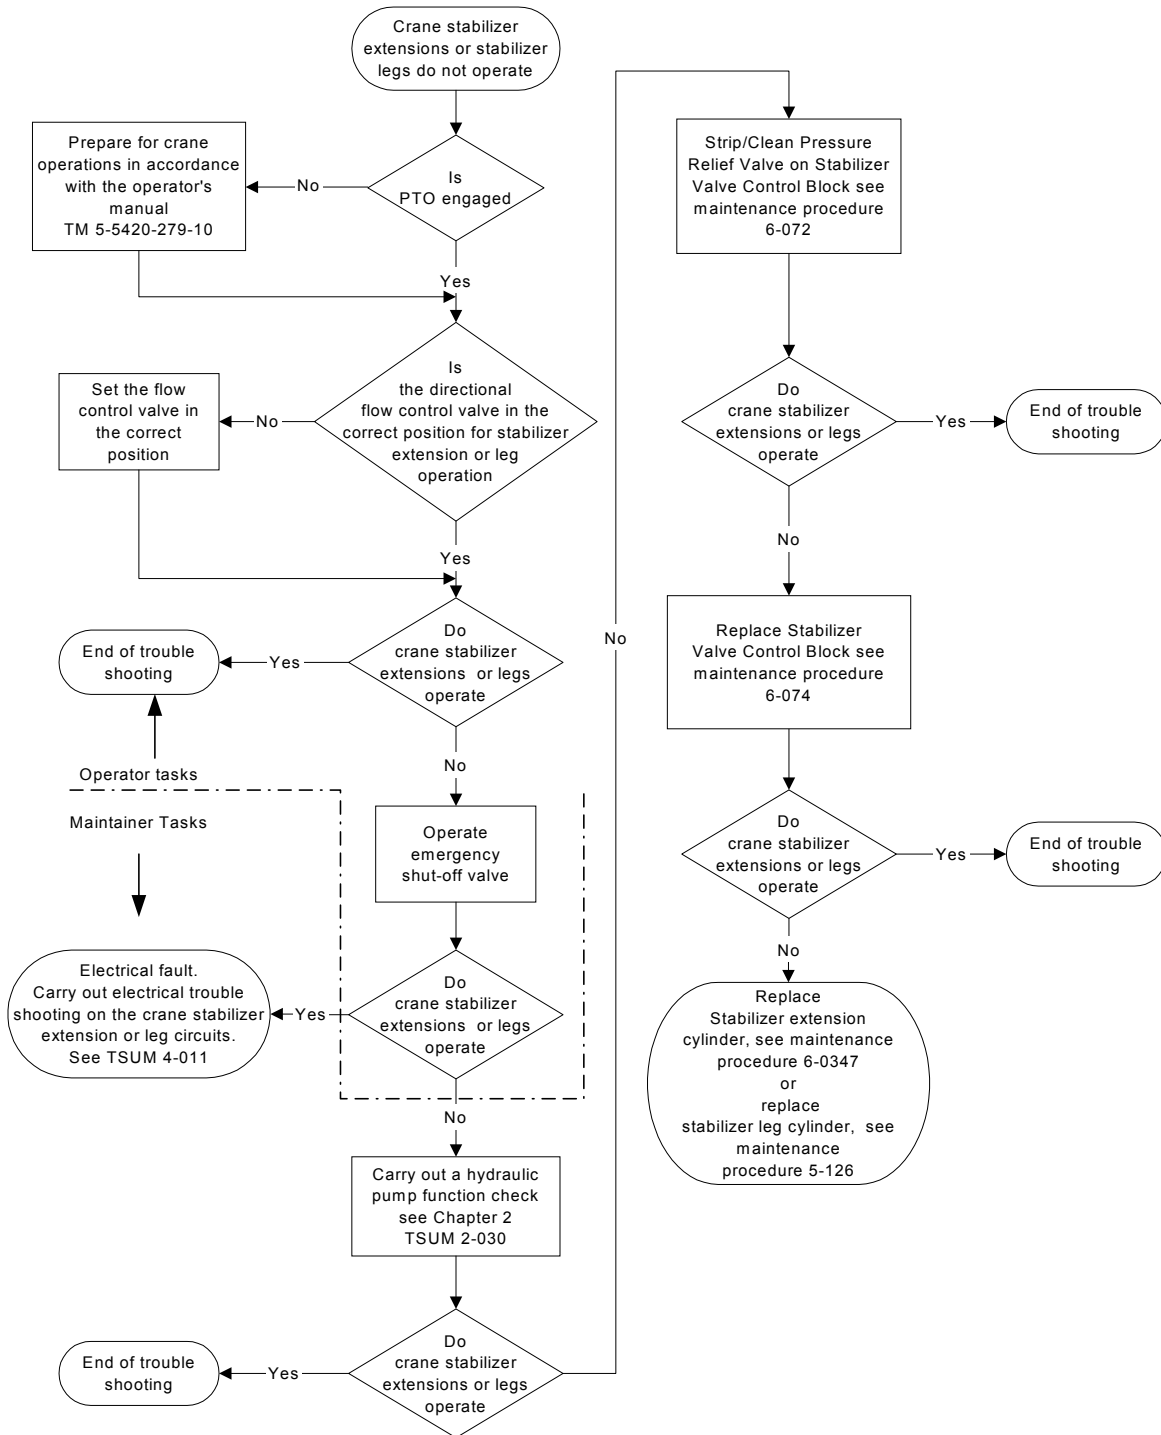 Crane stabilizer
extensions or stabilizer
legs do not operate
Prepare for crane
operations in accordance
with the operator's
manual
TM 5-5420-279-10
No
Is
PTO engaged
Yes
Set the flow
control valve in
the correct
position
No
Is
the directional
flow control valve in the
correct position for stabilizer
extension or leg
operation
Yes
End of trouble
shooting
Yes
Do
crane stabilizer
extensions or legs
operate
No
Operator tasks
Maintainer Tasks
Operate
emergency
shut-off valve
Electrical fault.
Carry out electrical trouble
shooting on the crane stabilizer
extension or leg circuits.
See TSUM 4-011
Yes
Do
crane stabilizer
extensions or legs
operate
No
Carry out a hydraulic
pump function check
see Chapter 2
TSUM 2-030
End of trouble
shooting
Yes
Do
crane stabilizer
extensions or legs
operate
No
Strip/Clean Pressure
Relief Valve on Stabilizer
Valve Control Block see
maintenance procedure
6-072
Do
crane stabilizer
extensions or legs
operate
Yes
End of trouble
shooting
No
Replace Stabilizer
Valve Control Block see
maintenance procedure
6-074
Do
crane stabilizer
extensions or legs
operate
Yes
End of trouble
shooting
No
Replace
Stabilizer extension
cylinder, see maintenance
procedure 6-0347
or
replace
stabilizer leg cylinder, see
maintenance
procedure 5-126